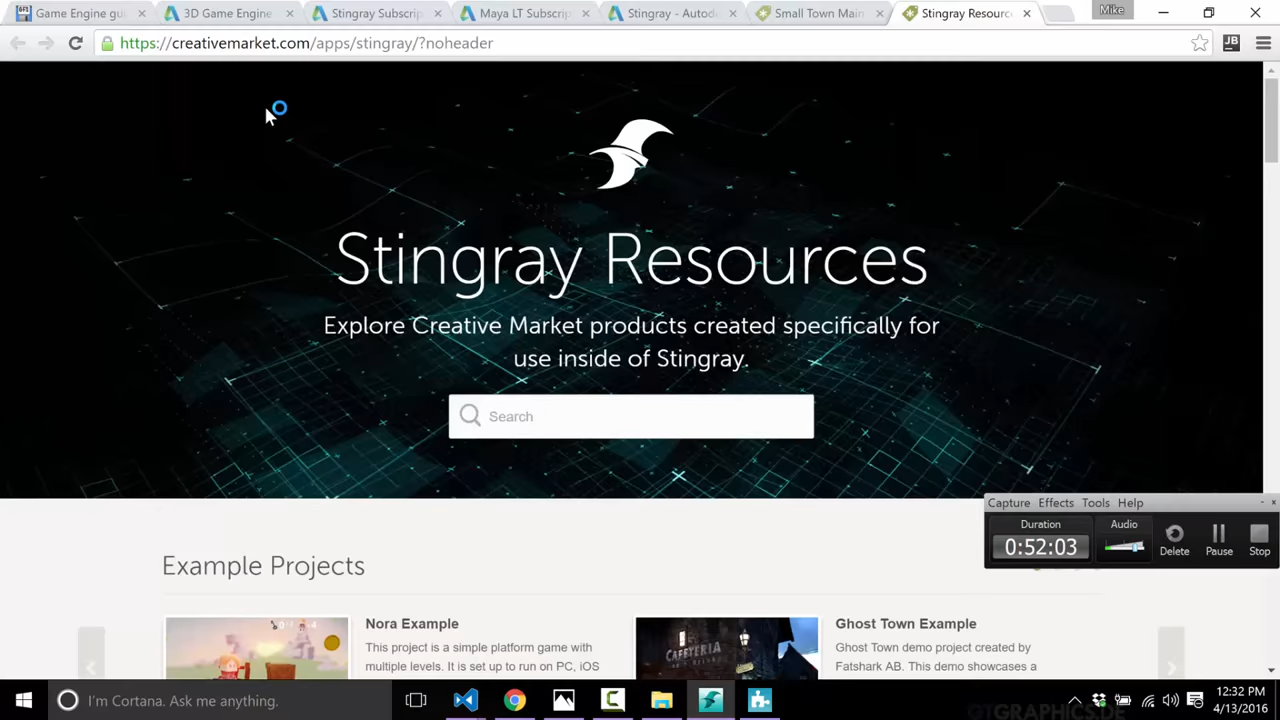 Game Engine gu
3D Game Engine
Stingray Subscrip
Maya LT Subscrip
Stingray - Autod
Small Town Main
Stingray Resourc
Mike
https://creativemarket.com/apps/stingray/?noheader
JB
Stingray Resources
Explore Creative Market products created specifically for
use inside of Stingray.
Search
Capture Effects Tools Help
Duration
Audio
0:52:03
Delete
Pause
Stop
Example Projects
Nora Example
This project is a simple platform game with
multiple levels. It is set up to run on PC, iOS
CAFETERIA
Ghost Town Example
Ghost Town demo project created by
Fatshark AB. This demo showcases a
I'm Cortana. Ask me anything.
12:32 PM
4/13/2016
GTGRAPHICS.DE